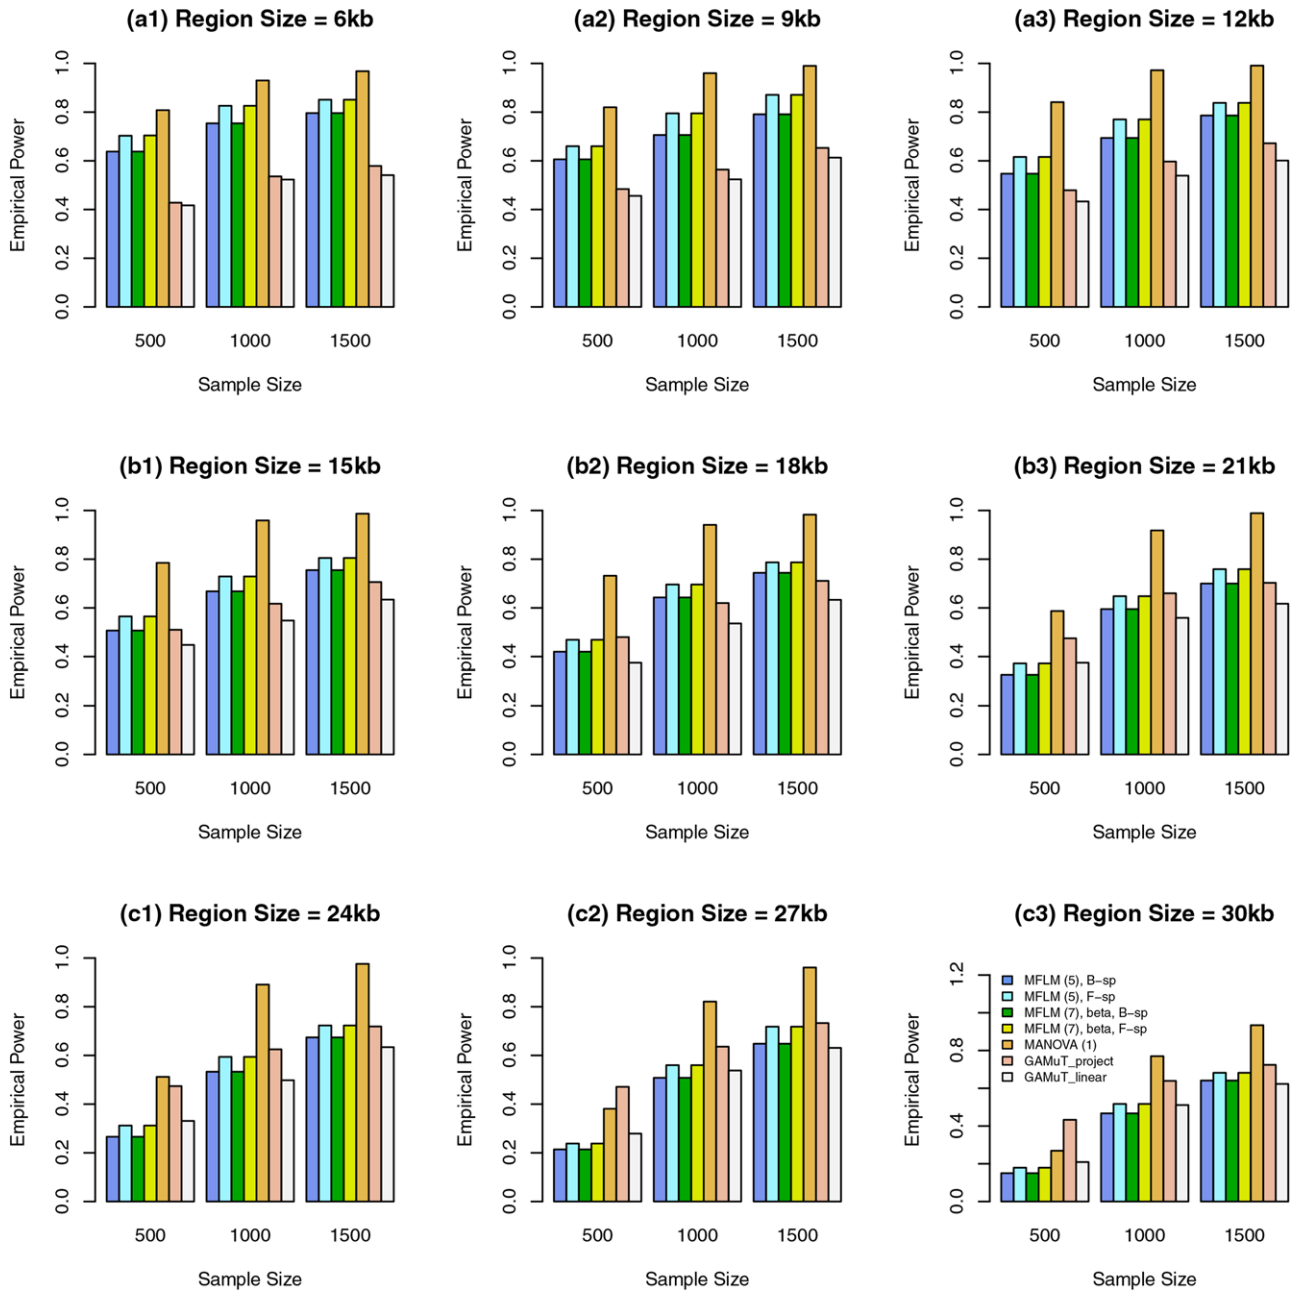 (a1) Region Size = 6kb
(a2) Region Size = 9kb
(a3) Region Size = 12kb
Empirical Power
0.0 0.2 0.4 0.6 0.8 1.0
500 1000 1500
Sample Size
Empirical Power
0.0 0.2 0.4 0.6 0.8 1.0
500 1000 1500
Sample Size
Empirical Power
0.0 0.2 0.4 0.6 0.8 1.0
500 1000 1500
Sample Size
(b1) Region Size = 15kb
(b2) Region Size = 18kb
(b3) Region Size = 21kb
Empirical Power
0.0 0.2 0.4 0.6 0.8 1.0
500 1000 1500
Sample Size
Empirical Power
0.0 0.2 0.4 0.6 0.8 1.0
500 1000 1500
Sample Size
Empirical Power
0.0 0.2 0.4 0.6 0.8 1.0
500 1000 1500
Sample Size
(c1) Region Size = 24kb
(c2) Region Size = 27kb
(c3) Region Size = 30kb
Empirical Power
0.0 0.2 0.4 0.6 0.8 1.0
500 1000 1500
Sample Size
Empirical Power
0.0 0.2 0.4 0.6 0.8 1.0
500 1000 1500
Sample Size
Empirical Power
0.0 0.4 0.8 1.2
MFLM (5), B−sp
MFLM (5), F−sp
MFLM (7), beta, B−sp
MFLM (7), beta, F−sp
MANOVA (1)
GAMuT_project
GAMuT_linear
500 1000 1500
Sample Size